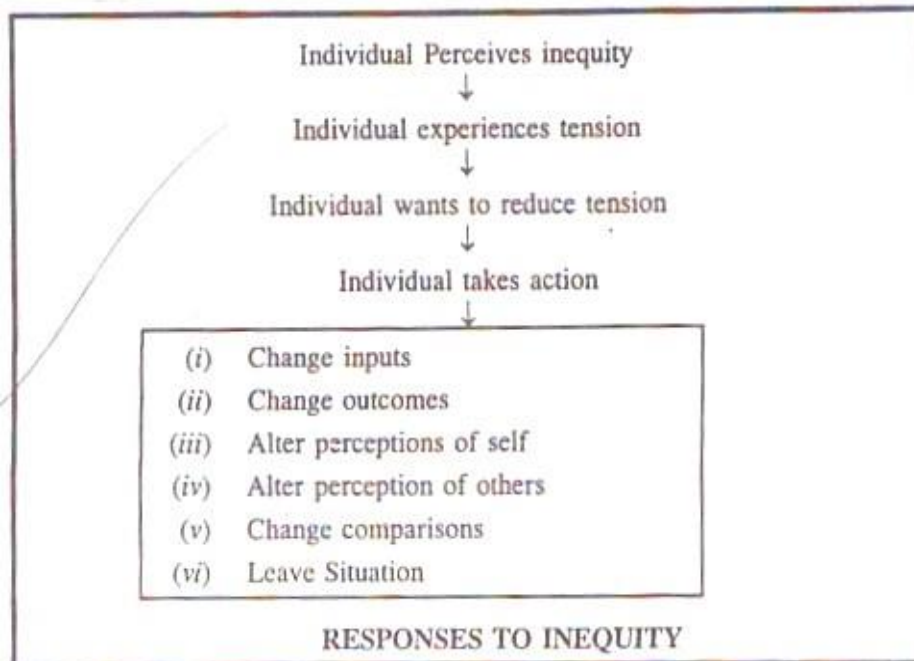 Individual Perceives inequity
↓
Individual experiences tension
↓
Individual wants to reduce tension
↓
Individual takes action
↓
(i) Change inputs
(ii) Change outcomes
(iii) Alter perceptions of self
(iv) Alter perception of others
(v) Change comparisons
(vi) Leave Situation
RESPONSES TO INEQUITY